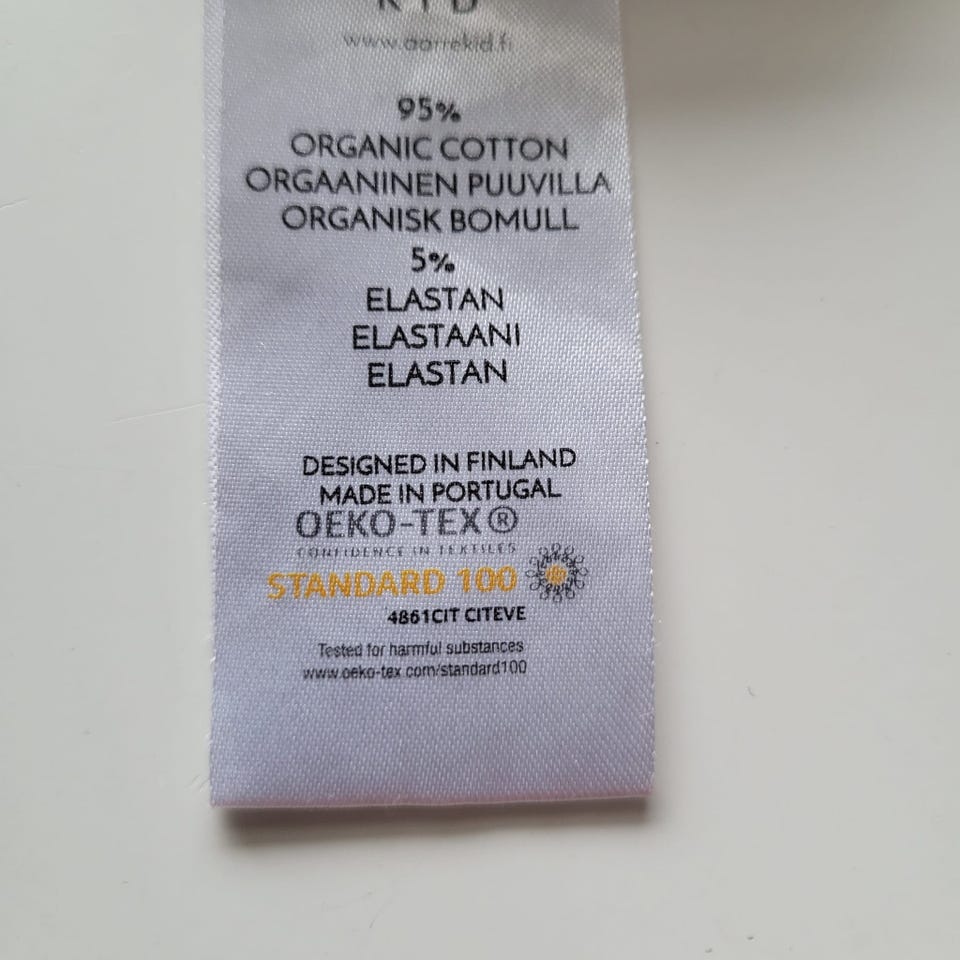 KID
www.aarrekid.fi
95%
ORGANIC COTTON
ORGAANINEN PUUVILLA
ORGANISK BOMULL
5%
ELASTAN
ELASTAANI
ELASTAN
DESIGNED IN FINLAND
MADE IN PORTUGAL
OEKO-TEX®
CONFIDENCE IN TEXTILES
STANDARD 100
4861CIT CITEVE
Tested for harmful substances
www.oeko-tex.com/standard100